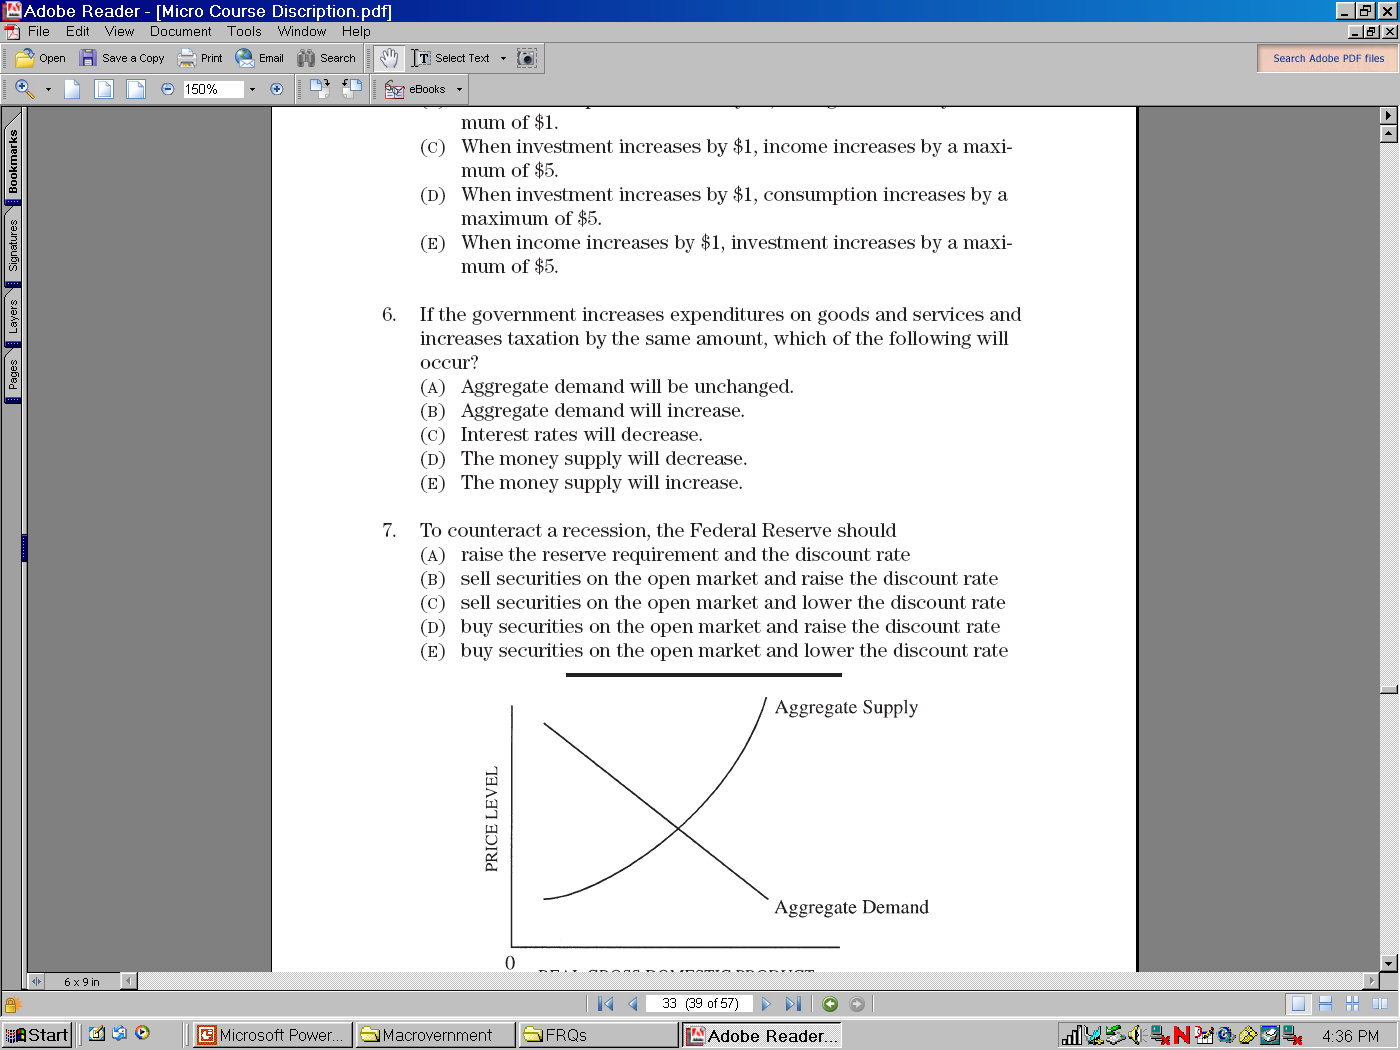 Adobe Reader - [Micro Course Discription.pdf]
File Edit View Document Tools Window Help
Open Save a Copy Print Email Search Select Text Search Adobe PDF files
150% eBooks
Bookmarks
Signatures
Layers
Pages
mum of $1.
(C) When investment increases by $1, income increases by a maxi-
mum of $5.
(D) When investment increases by $1, consumption increases by a
maximum of $5.
(E) When income increases by $1, investment increases by a maxi-
mum of $5.
6. If the government increases expenditures on goods and services and
increases taxation by the same amount, which of the following will
occur?
(A) Aggregate demand will be unchanged.
(B) Aggregate demand will increase.
(C) Interest rates will decrease.
(D) The money supply will decrease.
(E) The money supply will increase.
7. To counteract a recession, the Federal Reserve should
(A) raise the reserve requirement and the discount rate
(B) sell securities on the open market and raise the discount rate
(C) sell securities on the open market and lower the discount rate
(D) buy securities on the open market and raise the discount rate
(E) buy securities on the open market and lower the discount rate
Aggregate Supply
PRICE LEVEL
Aggregate Demand
0
REAL GROSS DOMESTIC PRODUCT
6 x 9 in
33 (39 of 57)
Start Microsoft Power... Macrovernment FRQs Adobe Reader... 4:36 PM